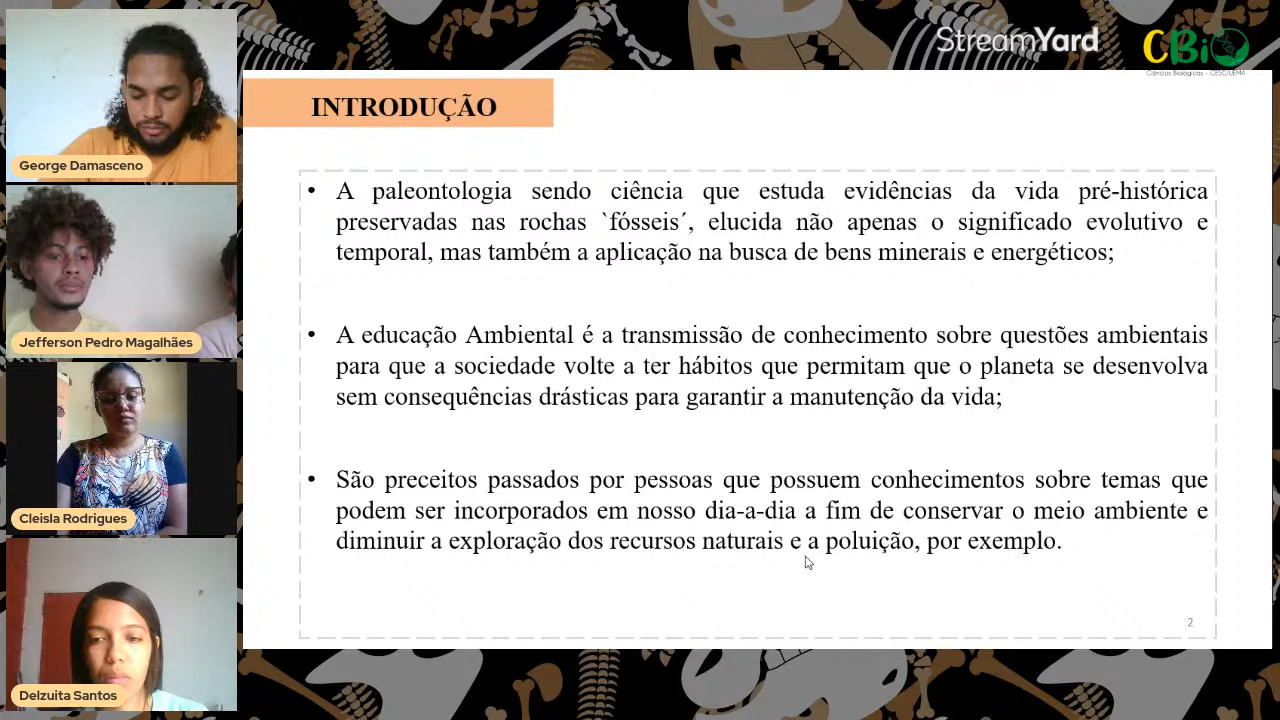 StreamYard
CBiO
Ciências Biológicas - CESC/UEMA
INTRODUÇÃO
• A paleontologia sendo ciência que estuda evidências da vida pré-histórica
preservadas nas rochas `fósseis´, elucida não apenas o significado evolutivo e
temporal, mas também a aplicação na busca de bens minerais e energéticos;
• A educação Ambiental é a transmissão de conhecimento sobre questões ambientais
para que a sociedade volte a ter hábitos que permitam que o planeta se desenvolva
sem consequências drásticas para garantir a manutenção da vida;
• São preceitos passados por pessoas que possuem conhecimentos sobre temas que
podem ser incorporados em nosso dia-a-dia a fim de conservar o meio ambiente e
diminuir a exploração dos recursos naturais e a poluição, por exemplo.
2
George Damasceno
Jefferson Pedro Magalhães
Cleisla Rodrigues
Delzuita Santos